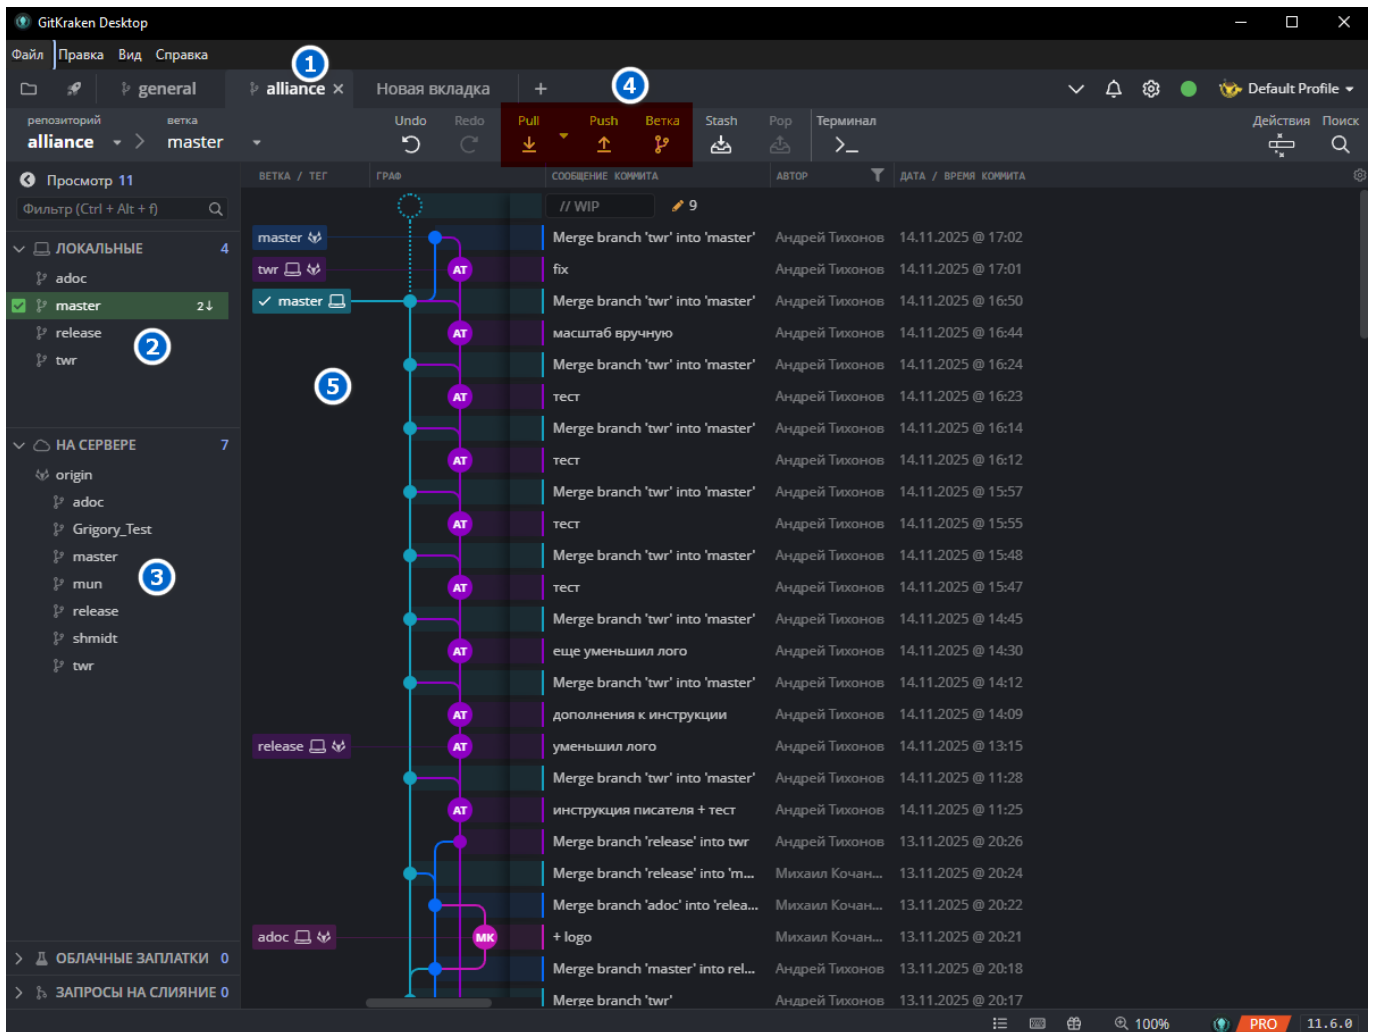 GitKraken Desktop
Файл Правка Вид Справка
general alliance Новая вкладка Default Profile
1
4
репозиторий ветка Undo Redo Pull Push Ветка Stash Pop Терминал Действия Поиск
alliance master
Просмотр 11 ВЕТКА / ТЕГ ГРАФ СООБЩЕНИЕ КОММИТА АВТОР ДАТА / ВРЕМЯ КОММИТА
Фильтр (Ctrl + Alt + f)
ЛОКАЛЬНЫЕ 4
adoc
master 2↓
release
twr
2
НА СЕРВЕРЕ 7
origin
adoc
Grigory_Test
master
mun
release
shmidt
twr
3
ОБЛАЧНЫЕ ЗАПЛАТКИ 0
ЗАПРОСЫ НА СЛИЯНИЕ 0
5
// WIP 9
master Merge branch 'twr' into 'master' Андрей Тихонов 14.11.2025 @ 17:02
twr AT fix Андрей Тихонов 14.11.2025 @ 17:01
master Merge branch 'twr' into 'master' Андрей Тихонов 14.11.2025 @ 16:50
AT масштаб вручную Андрей Тихонов 14.11.2025 @ 16:44
Merge branch 'twr' into 'master' Андрей Тихонов 14.11.2025 @ 16:24
AT тест Андрей Тихонов 14.11.2025 @ 16:23
Merge branch 'twr' into 'master' Андрей Тихонов 14.11.2025 @ 16:14
AT тест Андрей Тихонов 14.11.2025 @ 16:12
Merge branch 'twr' into 'master' Андрей Тихонов 14.11.2025 @ 15:57
AT тест Андрей Тихонов 14.11.2025 @ 15:55
Merge branch 'twr' into 'master' Андрей Тихонов 14.11.2025 @ 15:48
AT тест Андрей Тихонов 14.11.2025 @ 15:47
Merge branch 'twr' into 'master' Андрей Тихонов 14.11.2025 @ 14:45
AT еще уменьшил лого Андрей Тихонов 14.11.2025 @ 14:30
Merge branch 'twr' into 'master' Андрей Тихонов 14.11.2025 @ 14:12
AT дополнения к инструкции Андрей Тихонов 14.11.2025 @ 14:09
release AT уменьшил лого Андрей Тихонов 14.11.2025 @ 13:15
Merge branch 'twr' into 'master' Андрей Тихонов 14.11.2025 @ 11:28
AT инструкция писателя + тест Андрей Тихонов 14.11.2025 @ 11:25
Merge branch 'release' into twr Андрей Тихонов 13.11.2025 @ 20:26
Merge branch 'release' into 'm... Михаил Кочан... 13.11.2025 @ 20:24
Merge branch 'adoc' into 'relea... Михаил Кочан... 13.11.2025 @ 20:22
adoc МК + logo Михаил Кочан... 13.11.2025 @ 20:21
Merge branch 'master' into rel... Андрей Тихонов 13.11.2025 @ 20:18
Merge branch 'twr' Андрей Тихонов 13.11.2025 @ 20:17
100% PRO 11.6.0